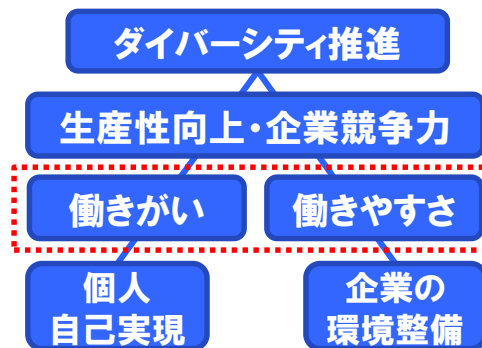 ダイバーシティ推進
生産性向上・企業競争力
働きがい
働きやすさ
個人
自己実現
企業の
環境整備